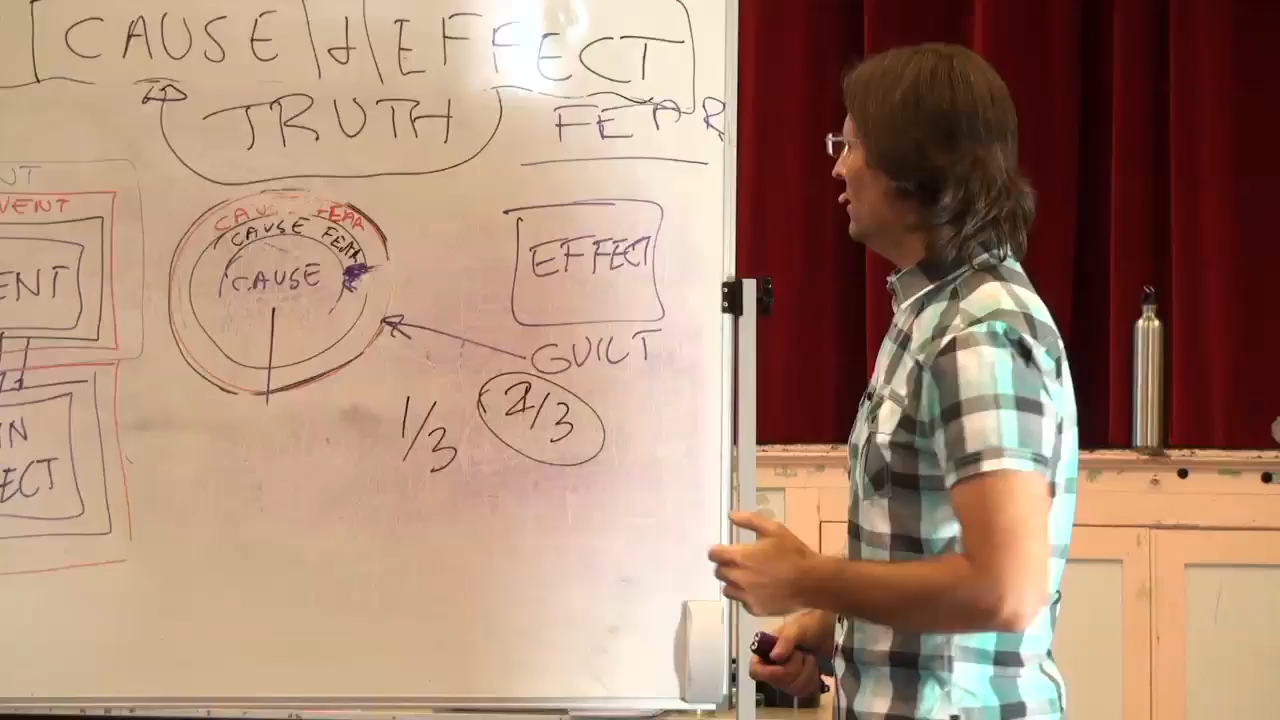 CAUSE & EFFECT
TRUTH
FEAR
NT
VENT
ENT
CAUSE FEAR
CAUSE FEAR
CAUSE
EFFECT
GUILT
1/3
2/3
IN
ECT